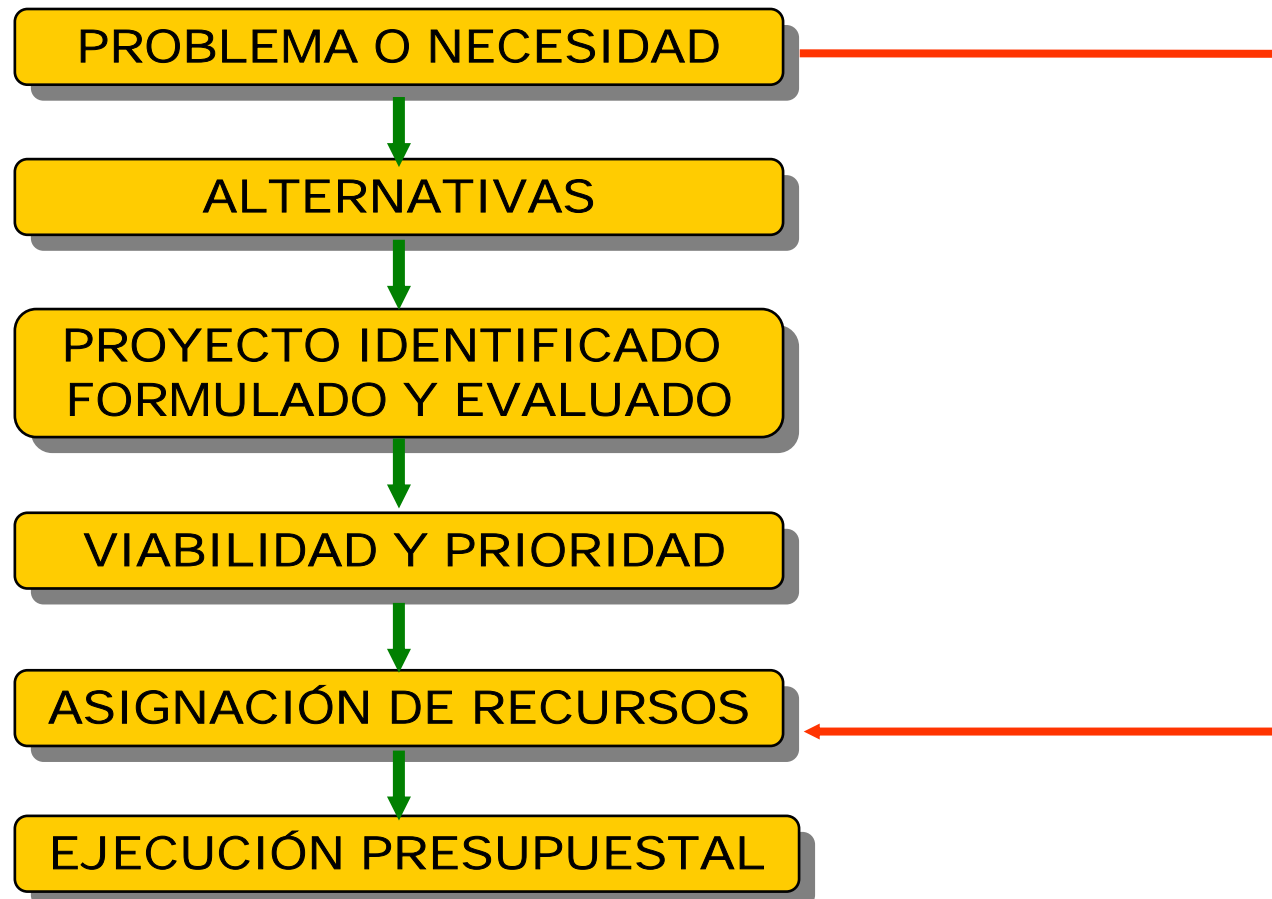 PROBLEMA O NECESIDAD
ALTERNATIVAS
PROYECTO IDENTIFICADO
FORMULADO Y EVALUADO
VIABILIDAD Y PRIORIDAD
ASIGNACIÓN DE RECURSOS
EJECUCIÓN PRESUPUESTAL